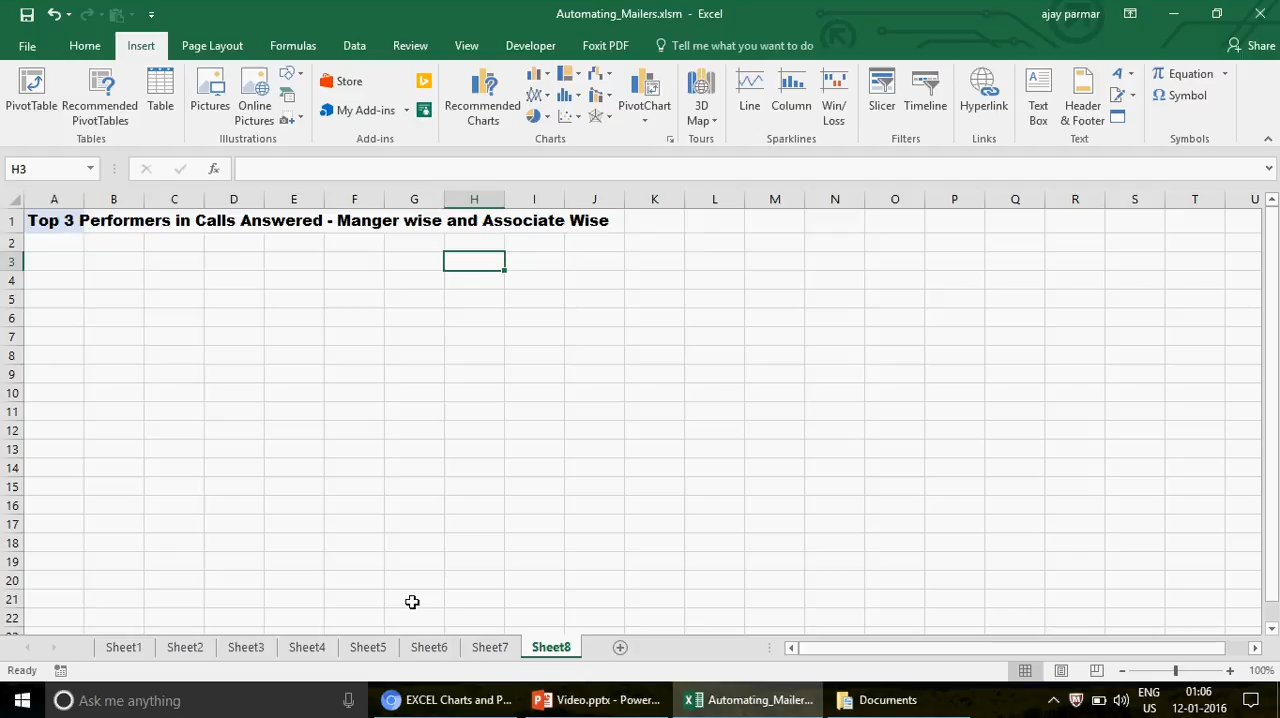 Automating_Mailers.xlsm - Excel
ajay parmar
File Home Insert Page Layout Formulas Data Review View Developer Foxit PDF Tell me what you want to do Share
PivotTable Recommended PivotTables Table
Tables
Pictures Online Pictures
Illustrations
Store
My Add-ins
Add-ins
Recommended Charts
PivotChart
Charts
3D Map
Tours
Line Column Win/Loss
Sparklines
Slicer Timeline
Filters
Hyperlink
Links
Text Box Header & Footer
Text
Equation
Symbol
Symbols
H3 fx
A B C D E F G H I J K L M N O P Q R S T U
1 Top 3 Performers in Calls Answered - Manger wise and Associate Wise
2
3
4
5
6
7
8
9
10
11
12
13
14
15
16
17
18
19
20
21
22
Sheet1 Sheet2 Sheet3 Sheet4 Sheet5 Sheet6 Sheet7 Sheet8
Ready 100%
Ask me anything EXCEL Charts and P... Video.pptx - Power... Automating_Mailer... Documents
ENG 01:06
US 12-01-2016